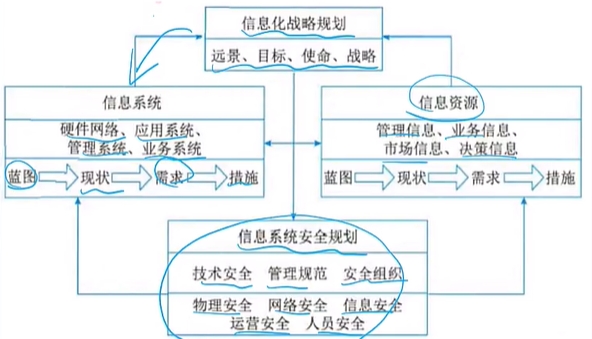 信息化战略规划
远景、目标、使命、战略
信息系统
硬件网络、应用系统、
管理系统、业务系统
蓝图 现状 需求 措施
信息资源
管理信息、业务信息、
市场信息、决策信息
蓝图 现状 需求 措施
信息系统安全规划
技术安全 管理规范 安全组织
物理安全 网络安全 信息安全
运营安全 人员安全